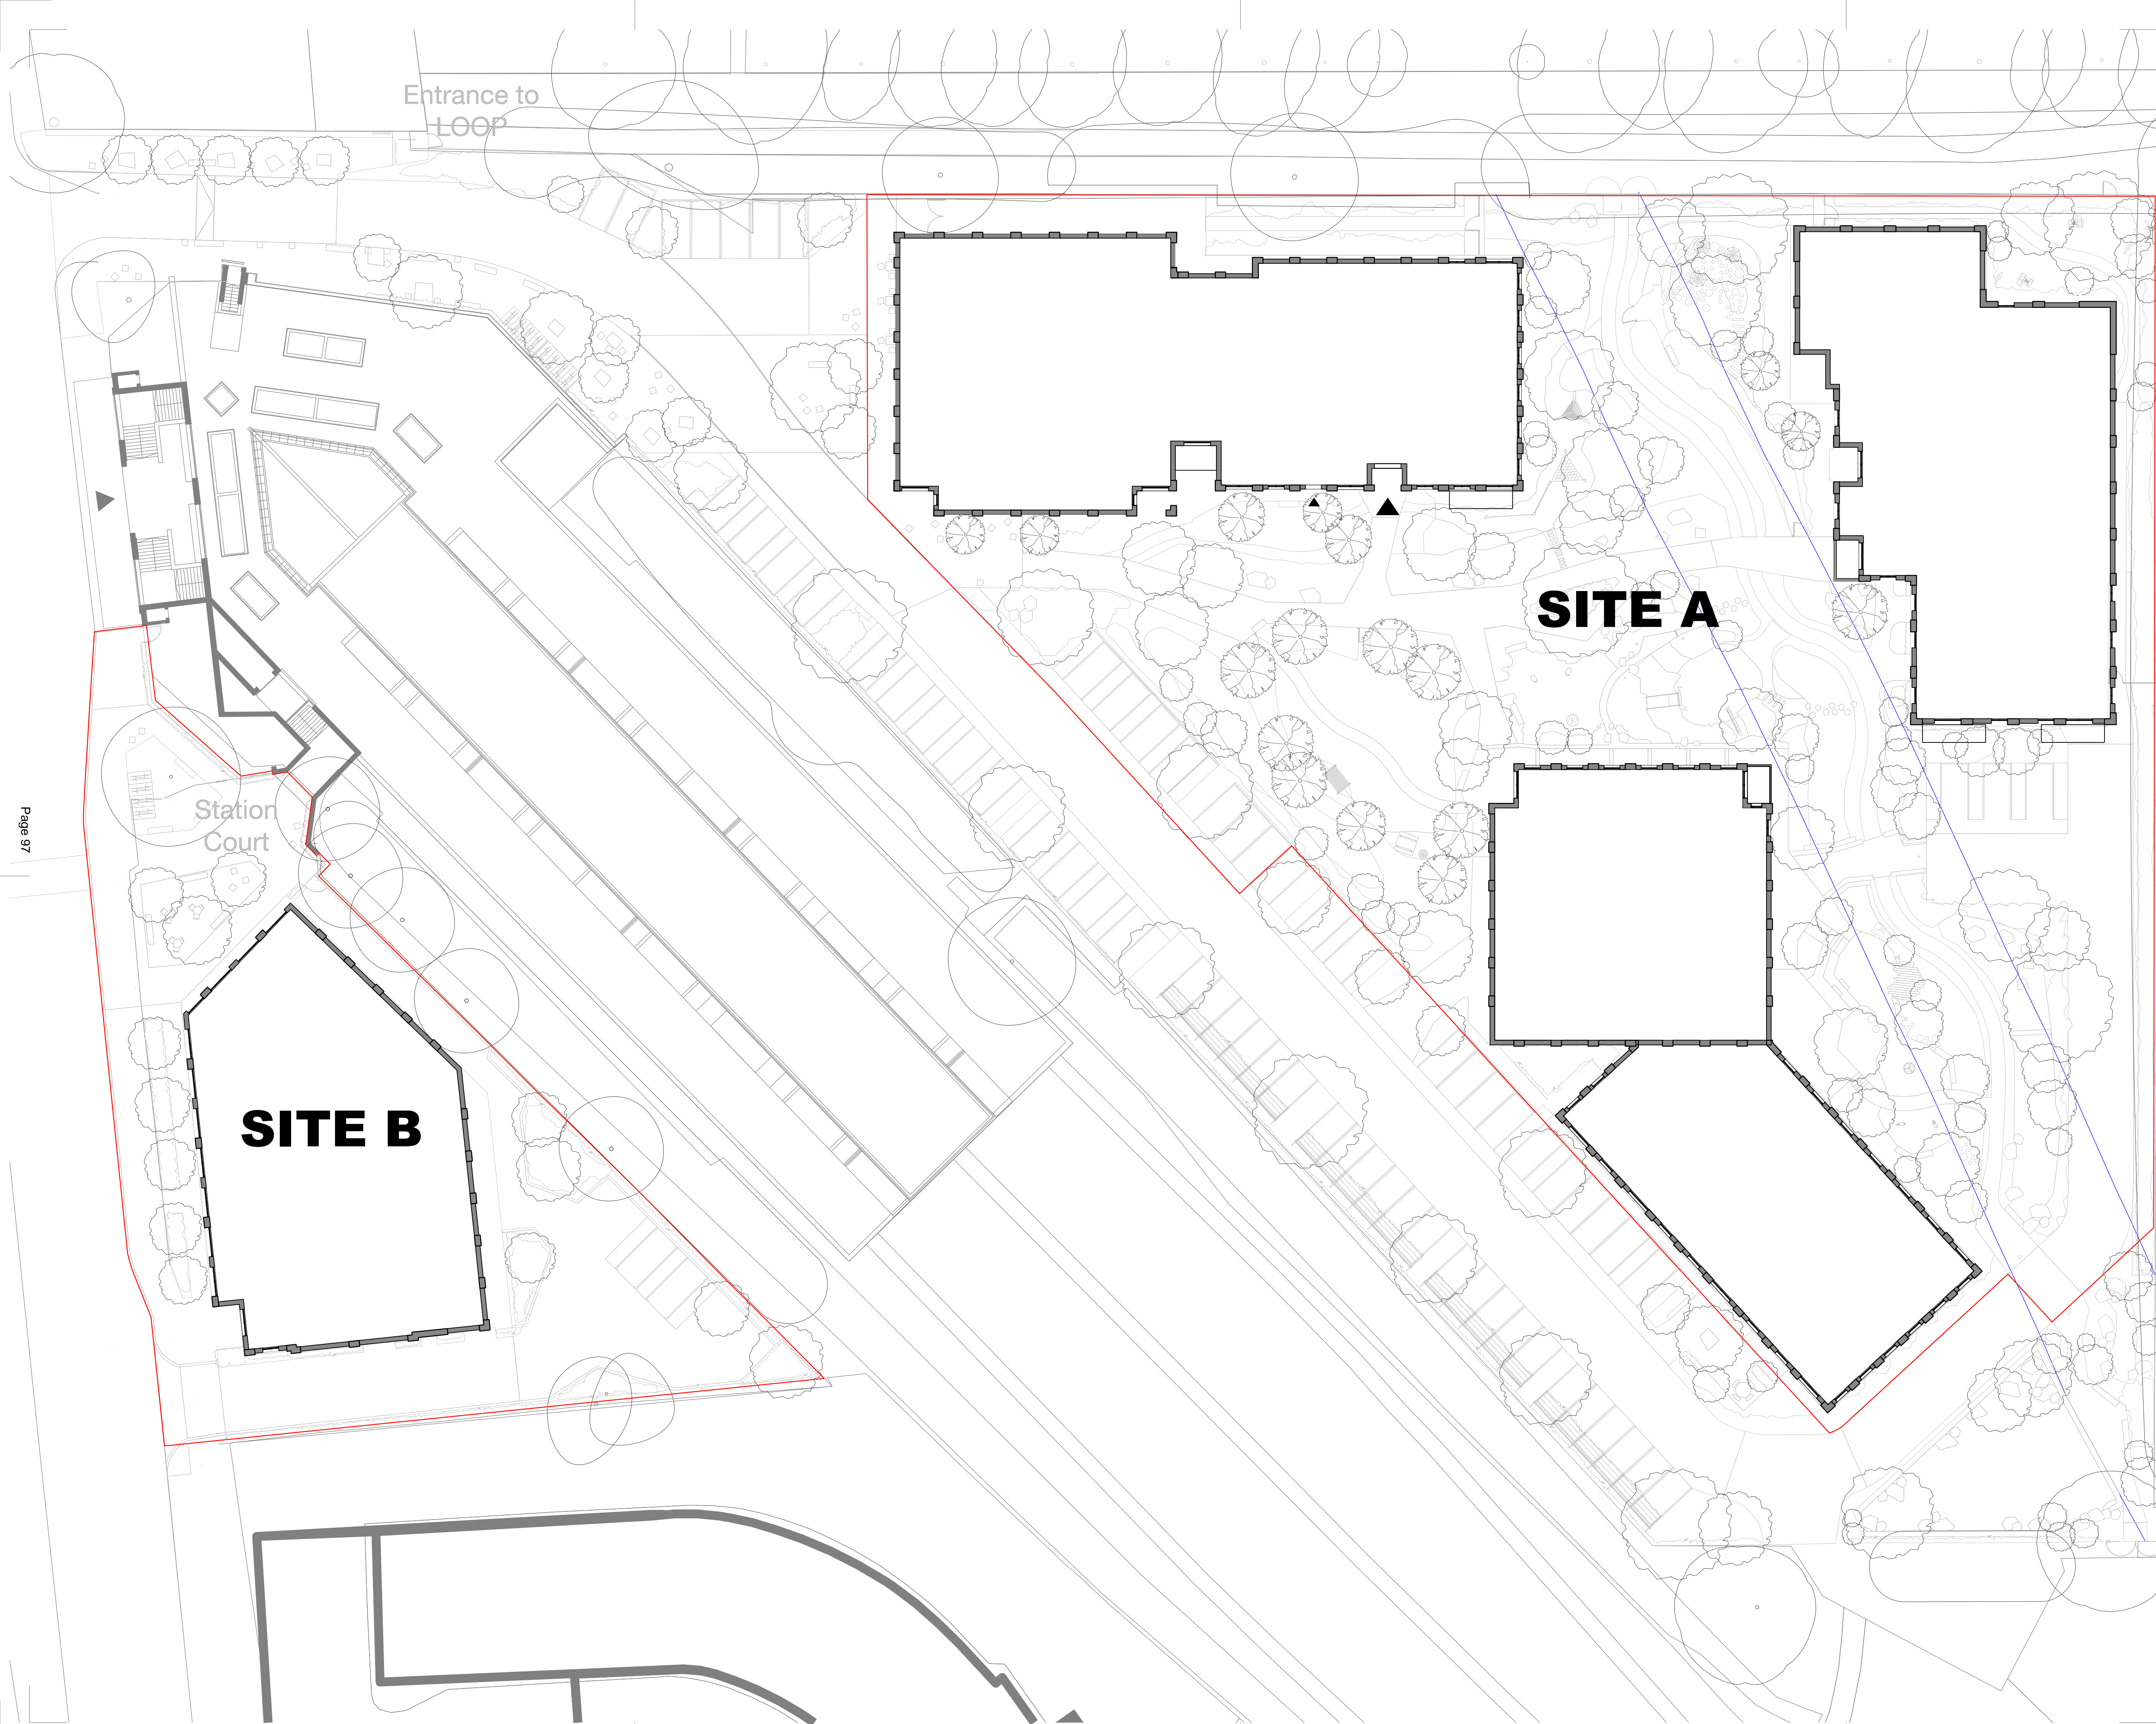 Entrance to
LOOP
SITE A
Station
Court
SITE B
Page 97